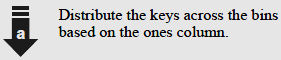 a
Distribute the keys across the bins
based on the ones column.